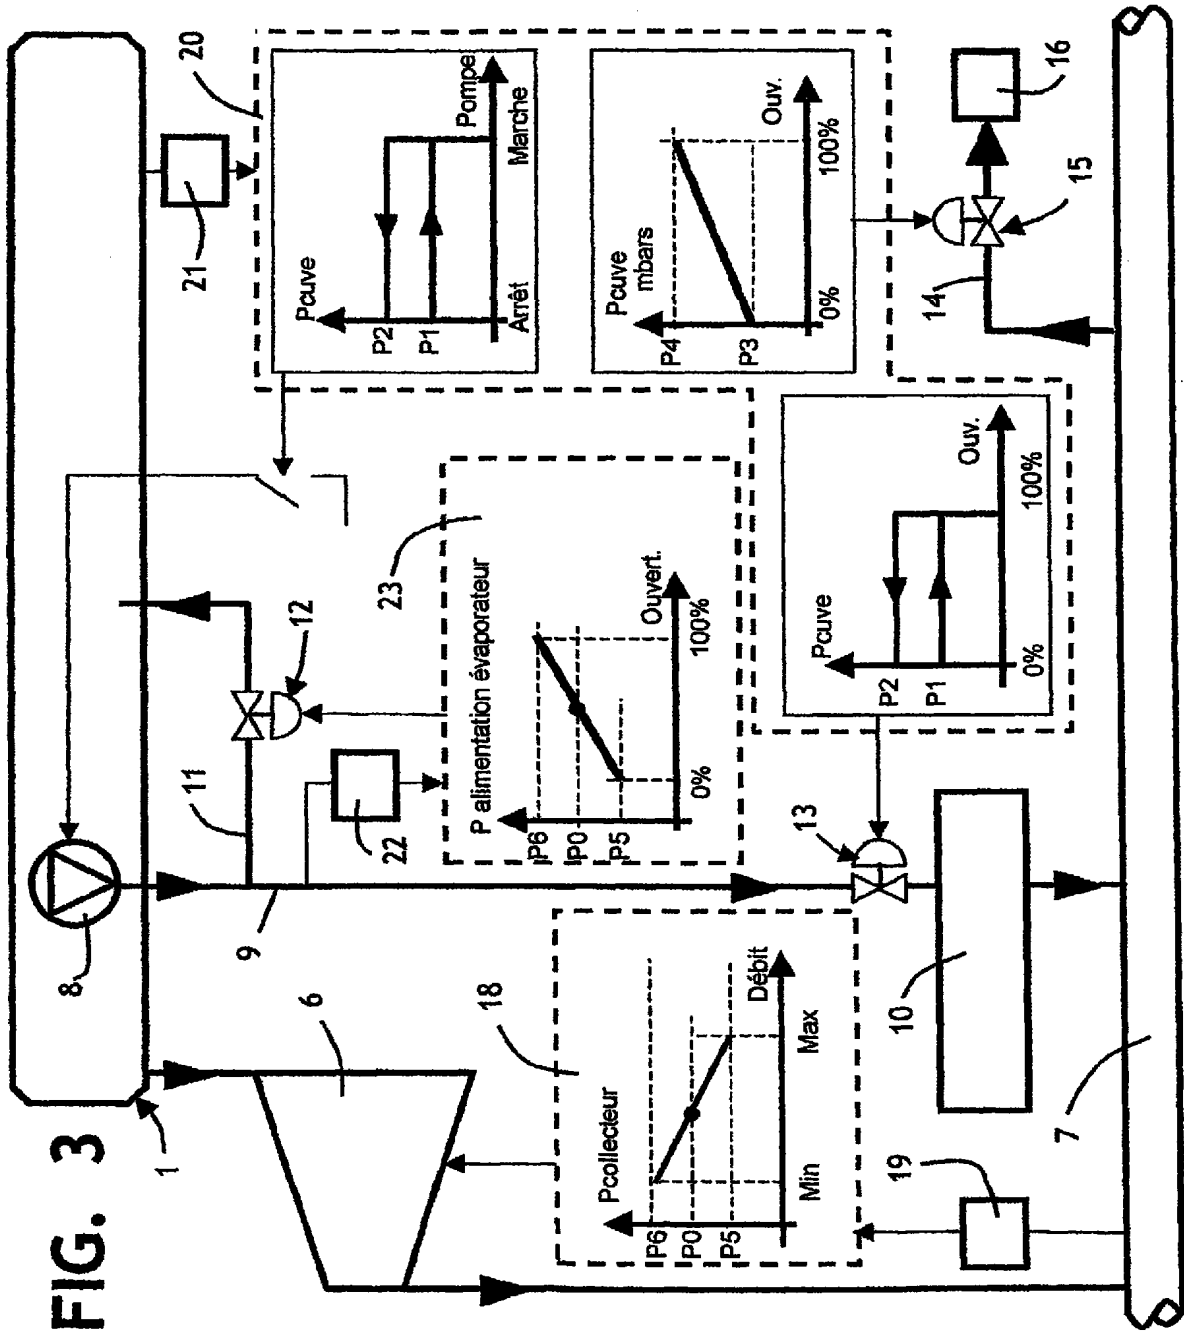 FIG. 3
1
8
6
9
11
12
22
21
20
Pcuve
P2
P1
Arrêt
Marche
Pompe
Pcuve
mbars
P4
P3
0%
100%
Ouv.
23
P alimentation évaporateur
P6
P0
P5
0%
100%
Ouvert.
Pcuve
P2
P1
0%
100%
Ouv.
18
Pcollecteur
P6
P0
P5
Min
Max
Débit
13
10
14
15
16
19
7